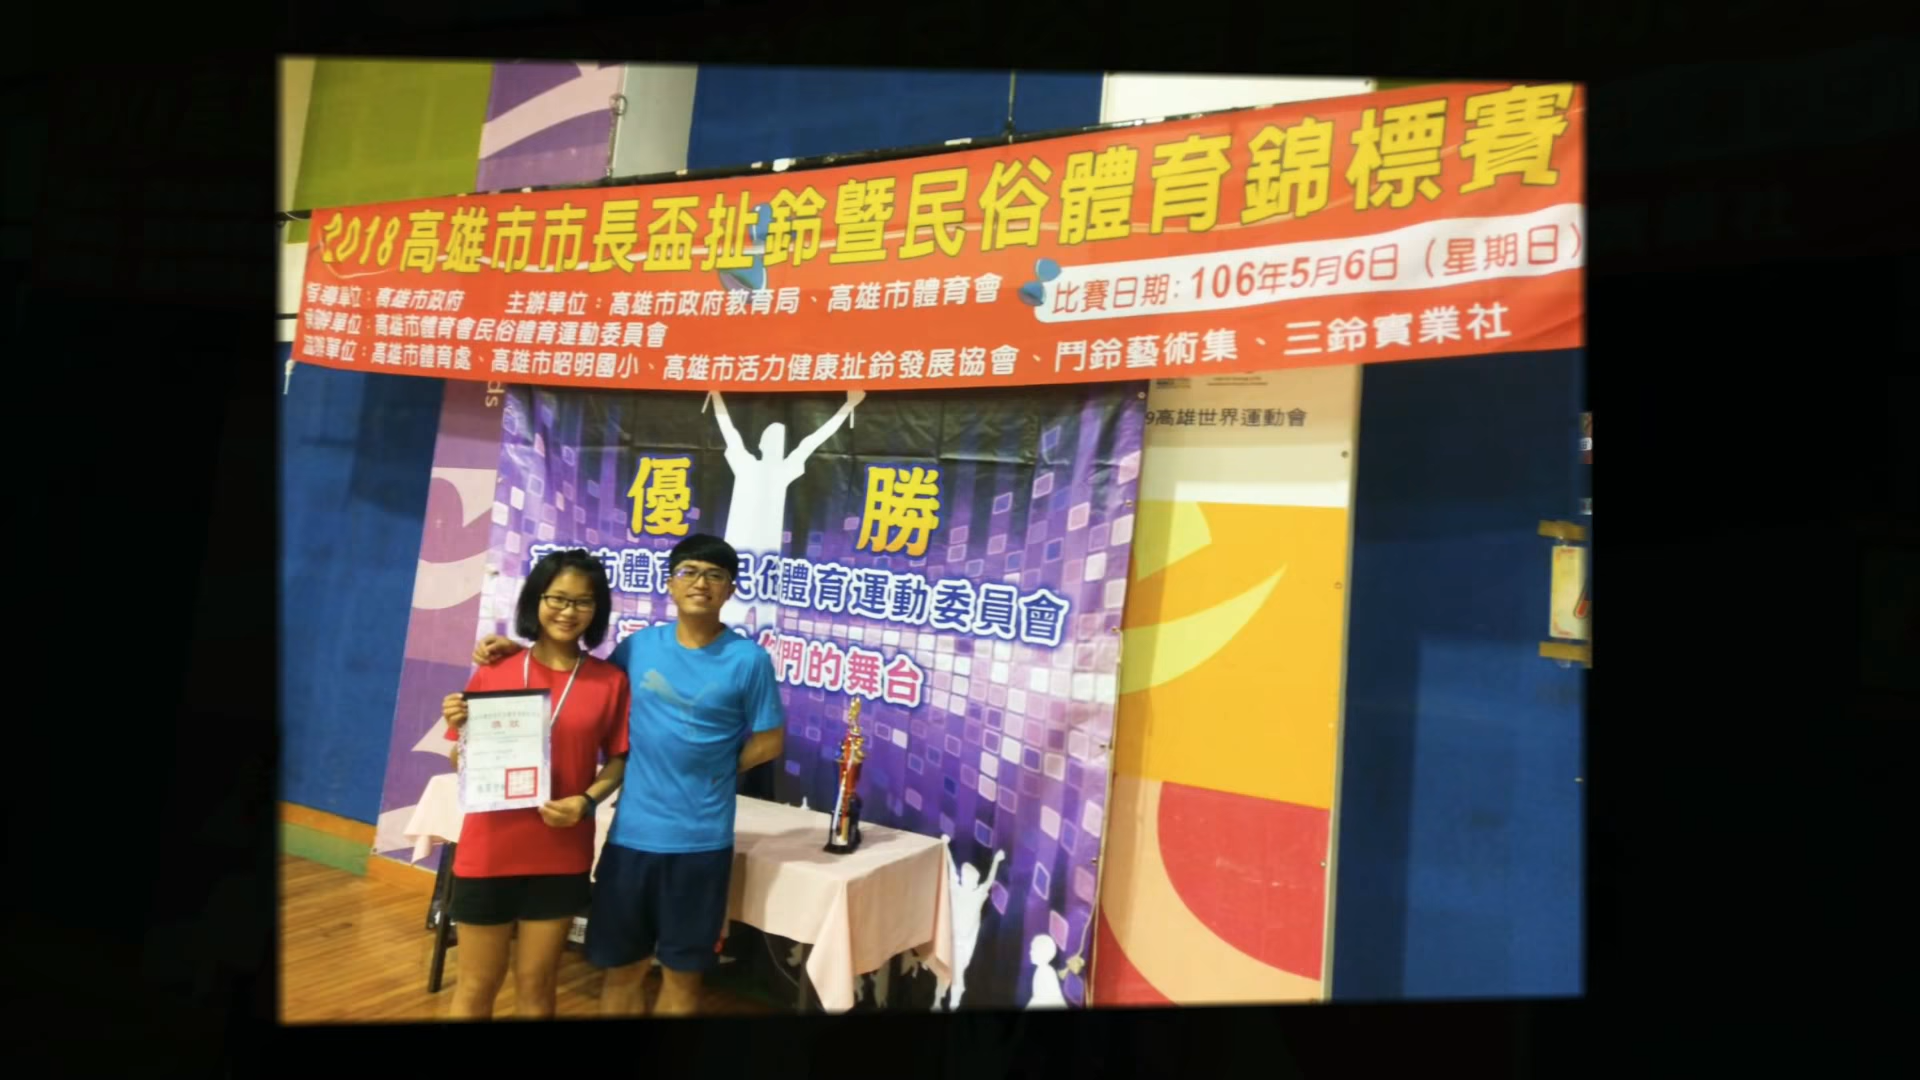 2018高雄市市長盃扯鈴暨民俗體育錦標賽
指導單位：高雄市政府 主辦單位：高雄市政府教育局、高雄市體育會
比賽日期：106年5月6日（星期日）
承辦單位：高雄市體育會民俗體育運動委員會
協辦單位：高雄市體育處、高雄市昭明國小、高雄市活力健康扯鈴發展協會、鬥鈴藝術集、三鈴實業社
9高雄世界運動會
優 勝
體育 民俗體育運動委員會
們的舞台
獎狀